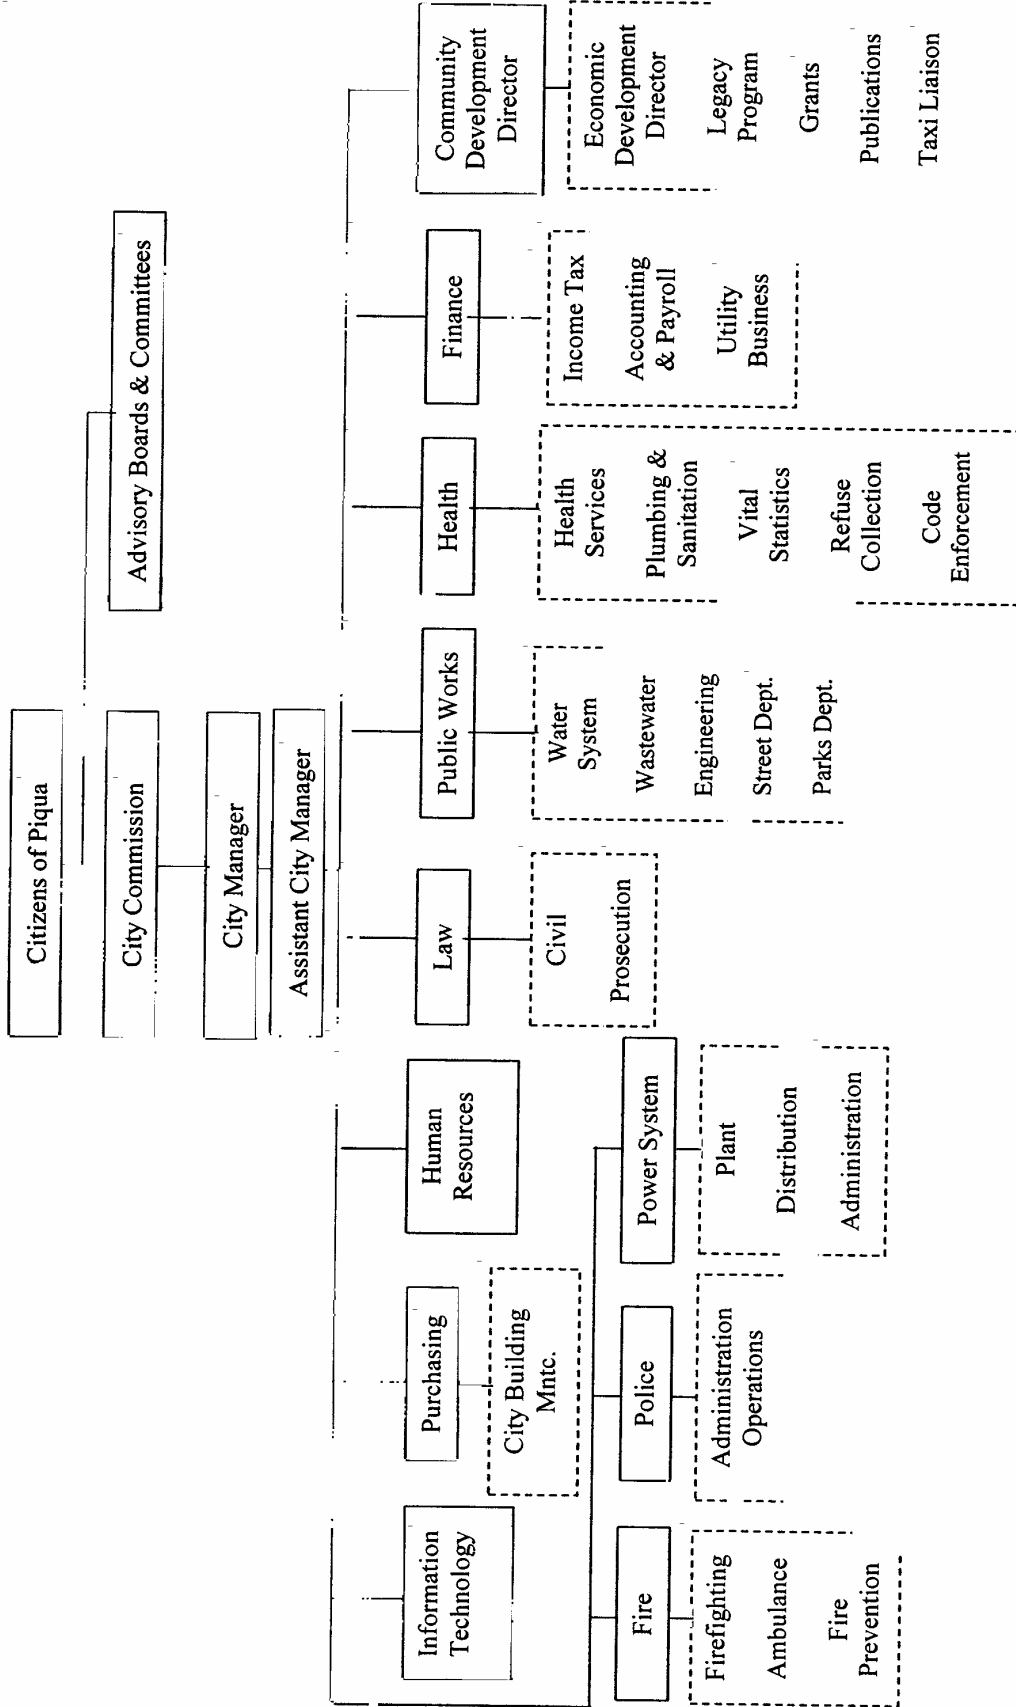 Citizens of Piqua
City Commission
Advisory Boards & Committees
City Manager
Assistant City Manager
Information
Technology
Purchasing
City Building
Mntc.
Human
Resources
Law
Civil
Prosecution
Public Works
Water
System
Wastewater
Engineering
Street Dept.
Parks Dept.
Health
Health
Services
Plumbing &
Sanitation
Vital
Statistics
Refuse
Collection
Code
Enforcement
Finance
Income Tax
Accounting
& Payroll
Utility
Business
Community
Development
Director
Economic
Development
Director
Legacy
Program
Grants
Publications
Taxi Liaison
Fire
Firefighting
Ambulance
Fire
Prevention
Police
Administration
Operations
Power System
Plant
Distribution
Administration